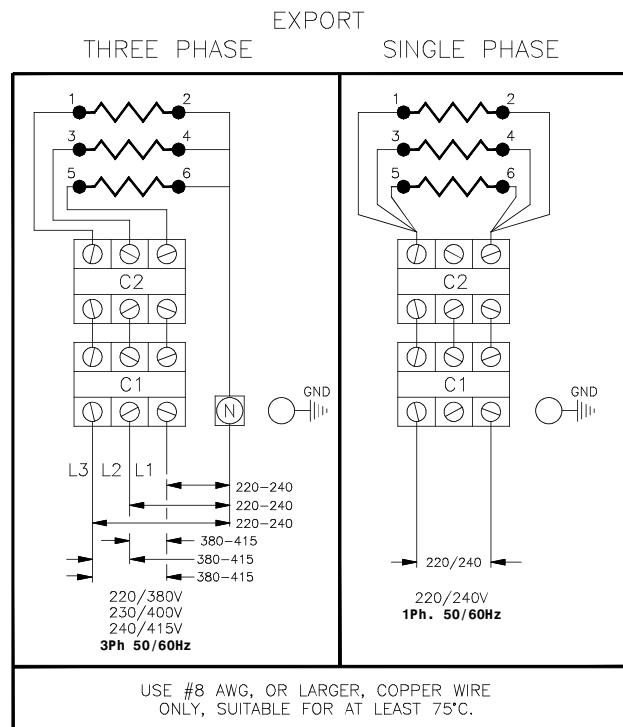 EXPORT
THREE PHASE
SINGLE PHASE
1 2
3 4
5 6
C2
C1
N
GND
L3 L2 L1
220-240
220-240
220-240
380-415
380-415
380-415
220/380V
230/400V
240/415V
3Ph 50/60Hz
1 2
3 4
5 6
C2
C1
GND
220/240
220/240V
1Ph. 50/60Hz
USE #8 AWG, OR LARGER, COPPER WIRE
ONLY, SUITABLE FOR AT LEAST 75°C.